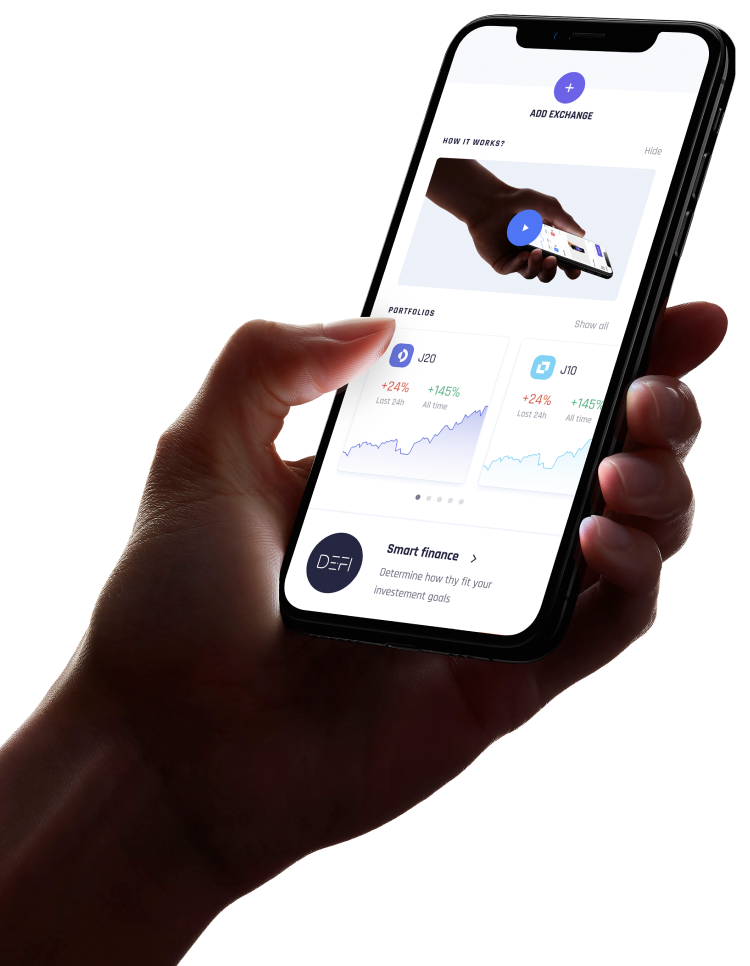 ADD EXCHANGE
HOW IT WORKS?
Hide
PORTFOLIOS
Show all
J20
+24%
+145%
Last 24h
All time
J10
+24%
+145%
Last 24h
All time
DEFI
Smart finance
Determine how thy fit your
investement goals